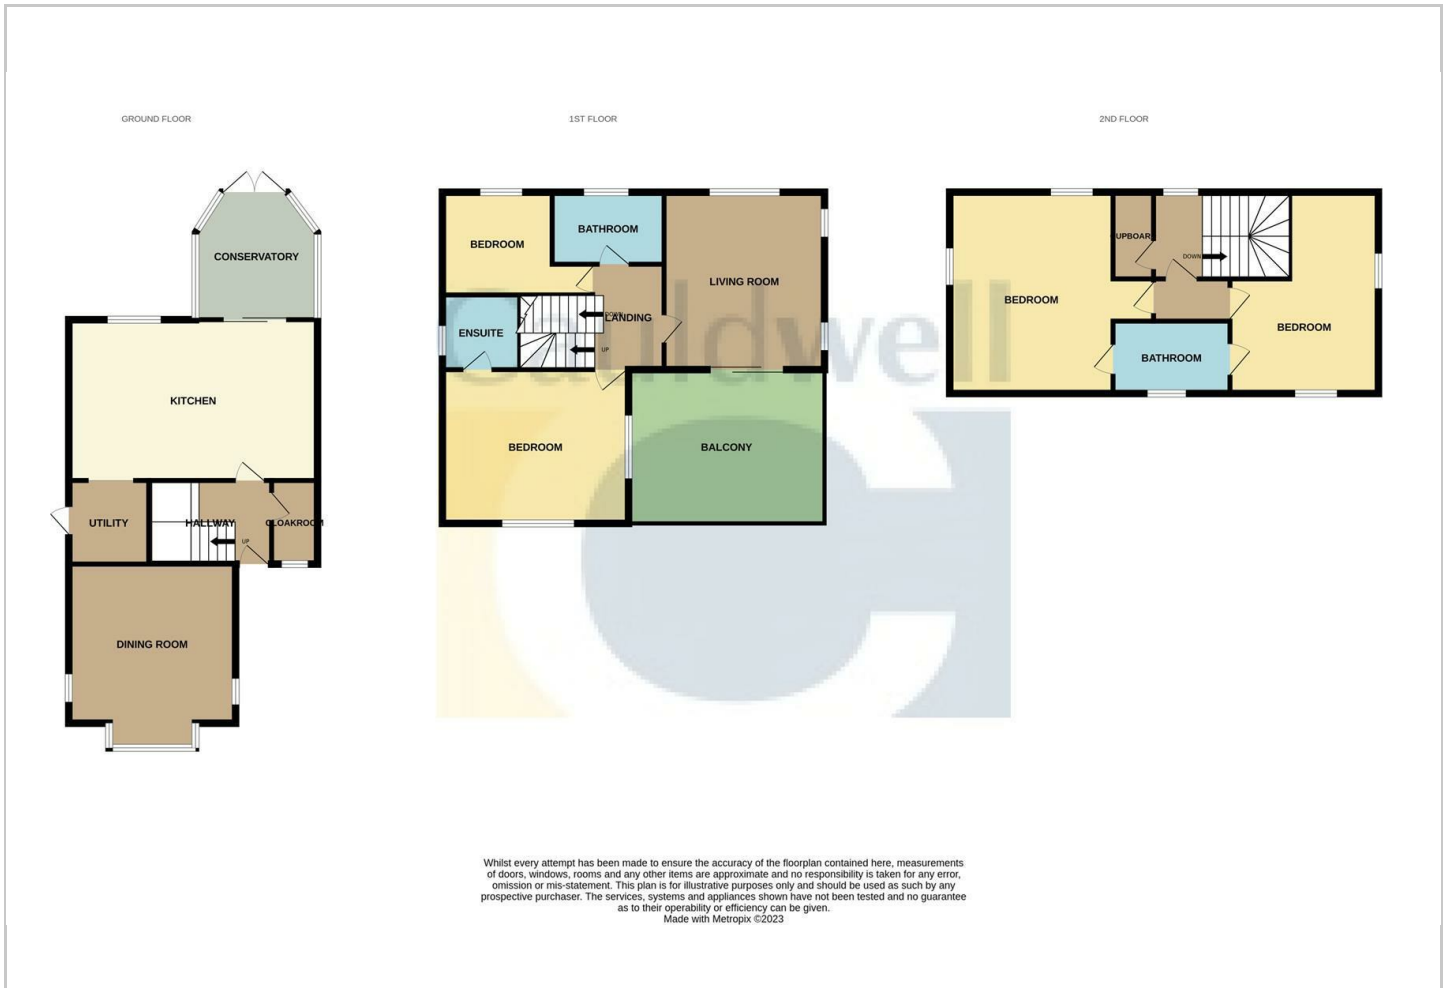 GROUND FLOOR
1ST FLOOR
2ND FLOOR
CONSERVATORY
KITCHEN
UTILITY
HALLWAY
CLOAKROOM
UP
DINING ROOM
BEDROOM
BATHROOM
LIVING ROOM
ENSUITE
DOWN
LANDING
UP
BEDROOM
BALCONY
UPBOAR
DOWN
BEDROOM
BEDROOM
BATHROOM
Cauldwell
Whilst every attempt has been made to ensure the accuracy of the floorplan contained here, measurements
of doors, windows, rooms and any other items are approximate and no responsibility is taken for any error,
omission or mis-statement. This plan is for illustrative purposes only and should be used as such by any
prospective purchaser. The services, systems and appliances shown have not been tested and no guarantee
as to their operability or efficiency can be given.
Made with Metropix ©2023